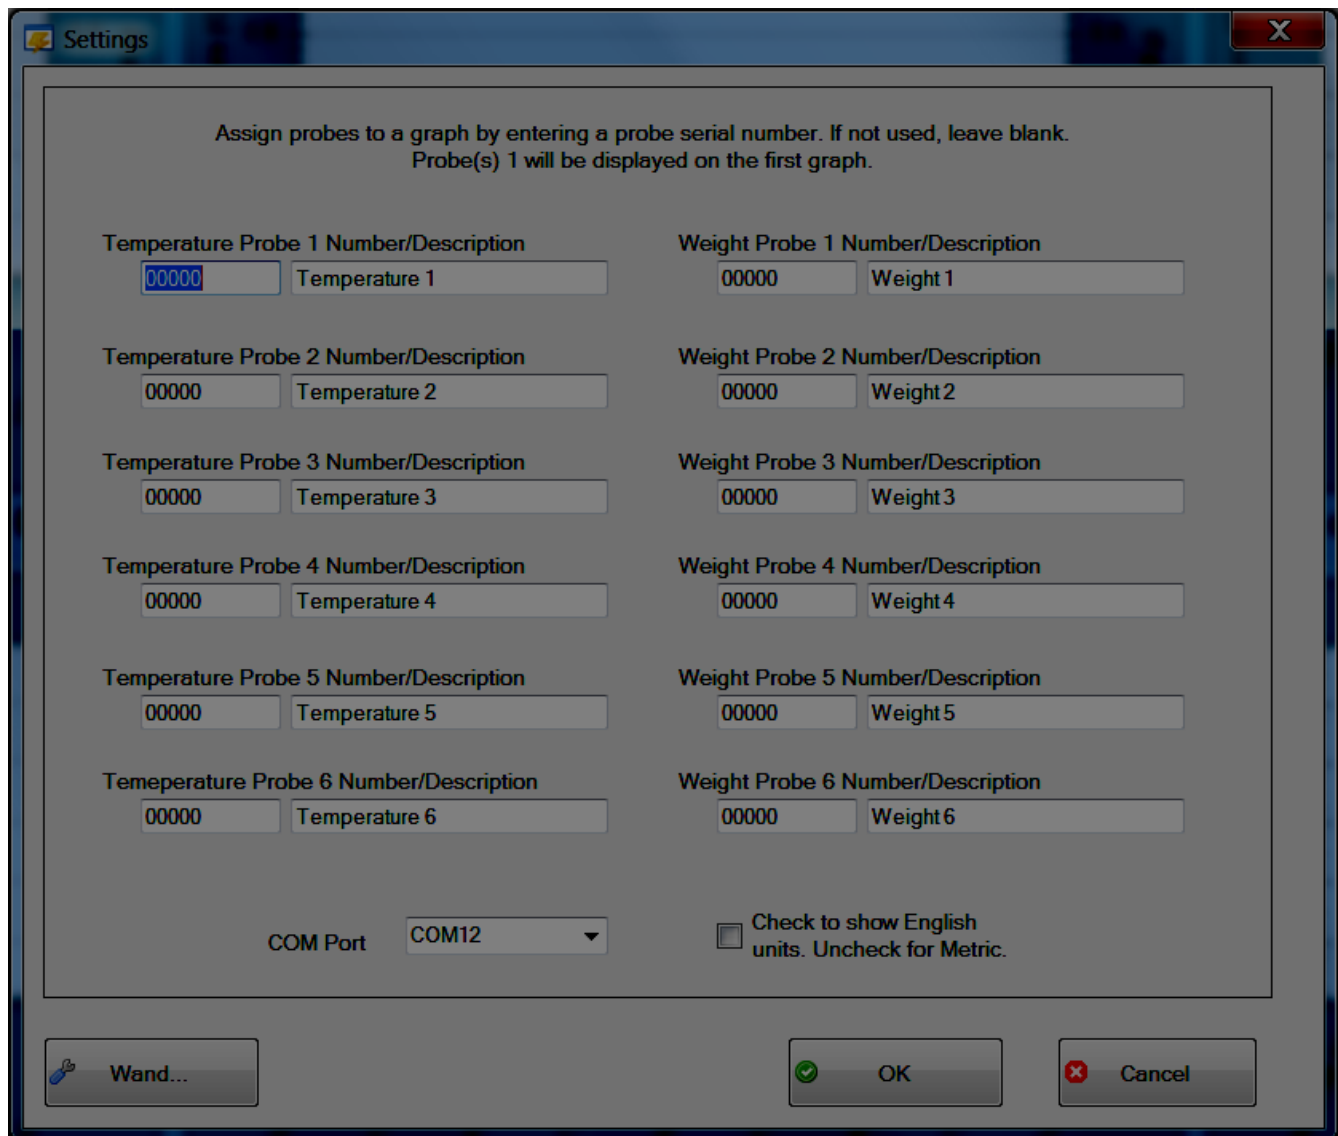 Settings
Assign probes to a graph by entering a probe serial number. If not used, leave blank.
Probe(s) 1 will be displayed on the first graph.
Temperature Probe 1 Number/Description
00000 Temperature 1
Weight Probe 1 Number/Description
00000 Weight 1
Temperature Probe 2 Number/Description
00000 Temperature 2
Weight Probe 2 Number/Description
00000 Weight 2
Temperature Probe 3 Number/Description
00000 Temperature 3
Weight Probe 3 Number/Description
00000 Weight 3
Temperature Probe 4 Number/Description
00000 Temperature 4
Weight Probe 4 Number/Description
00000 Weight 4
Temperature Probe 5 Number/Description
00000 Temperature 5
Weight Probe 5 Number/Description
00000 Weight 5
Temeperature Probe 6 Number/Description
00000 Temperature 6
Weight Probe 6 Number/Description
00000 Weight 6
COM Port COM12
Check to show English
units. Uncheck for Metric.
Wand...
OK
Cancel